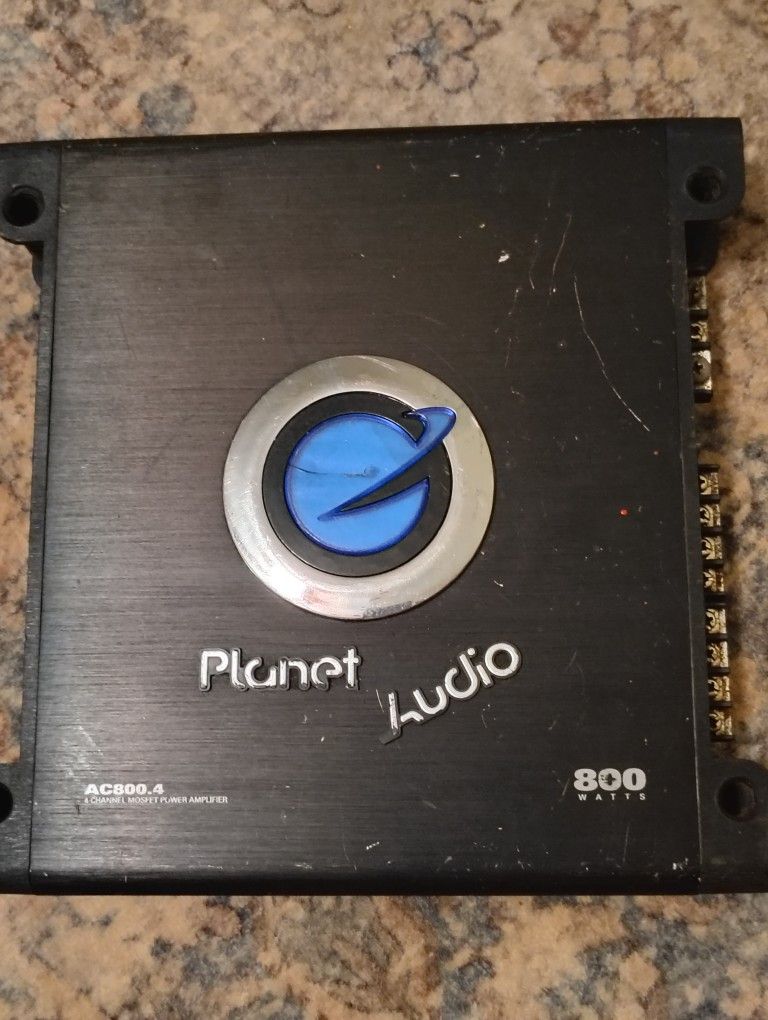 Planet
Audio
AC800.4
4 CHANNEL MOSFET POWER AMPLIFIER
800
WATTS